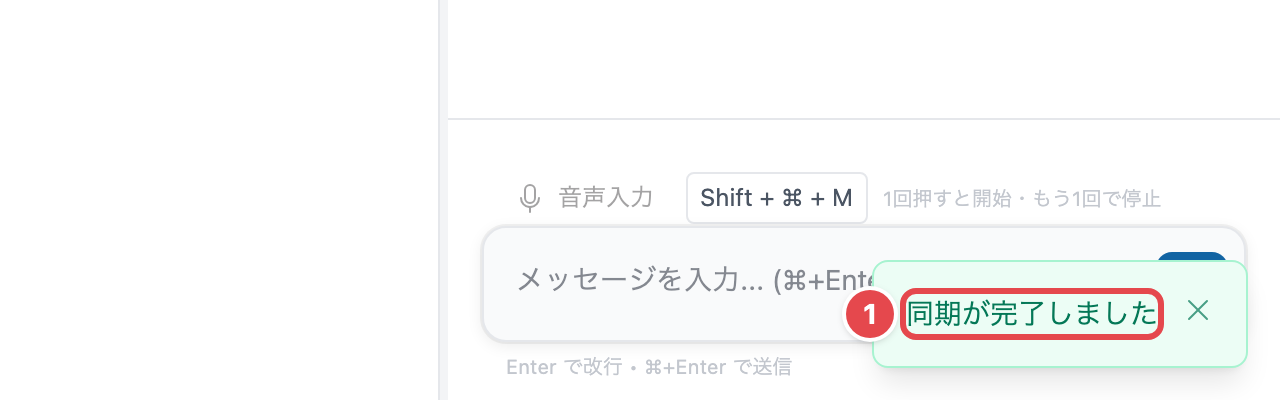 音声入力 Shift + ⌘ + M 1回押すと開始・もう1回で停止
メッセージを入力... (⌘+Ente
1 同期が完了しました
Enter で改行 • ⌘+Enter で送信